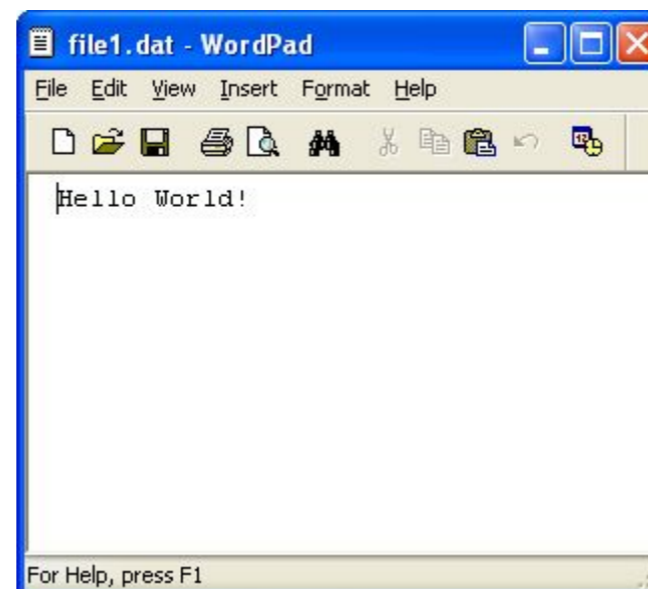 file1.dat - WordPad
File Edit View Insert Format Help
Hello World!
For Help, press F1